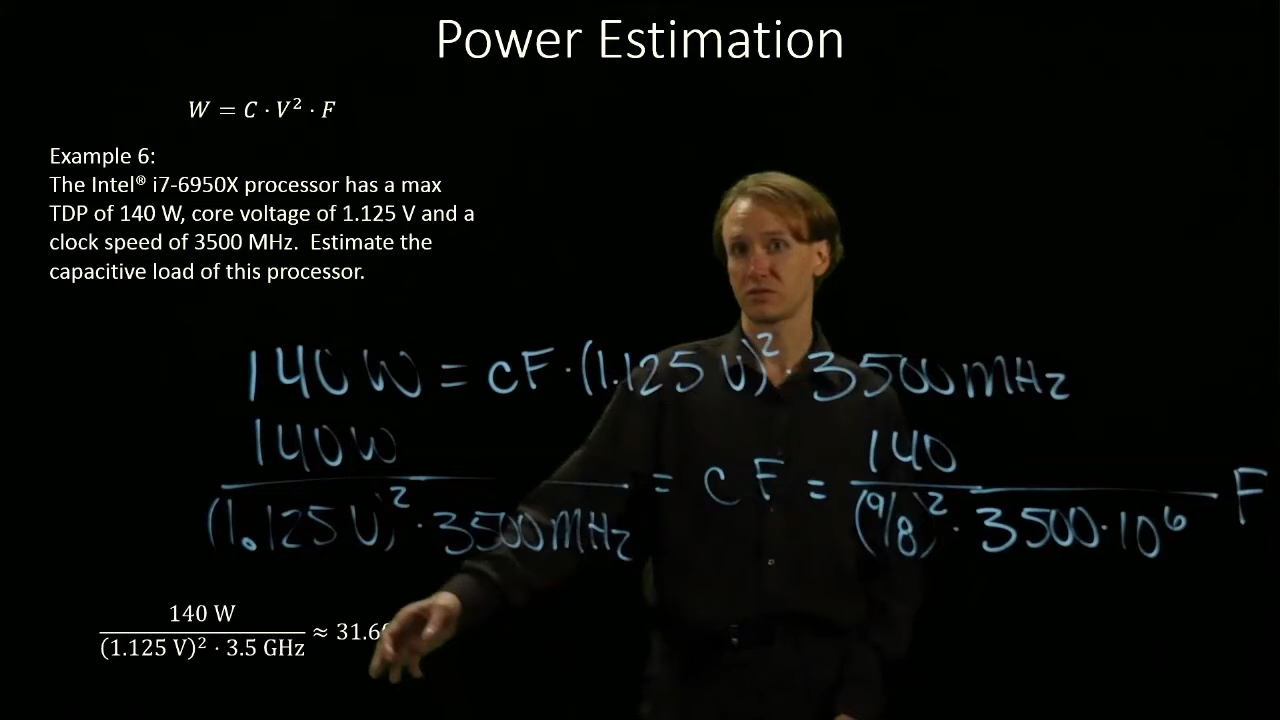 Power Estimation
W = C · V² · F
Example 6:
The Intel® i7-6950X processor has a max
TDP of 140 W, core voltage of 1.125 V and a
clock speed of 3500 MHz. Estimate the
capacitive load of this processor.
140 W = cF · (1.125 V)² · 3500 mHz
140 W / (1.125 V)² · 3500 mHz = c F = 140 / (9/8)² · 3500 · 10⁶ F
140 W / (1.125 V)² · 3.5 GHz ≈ 31.6